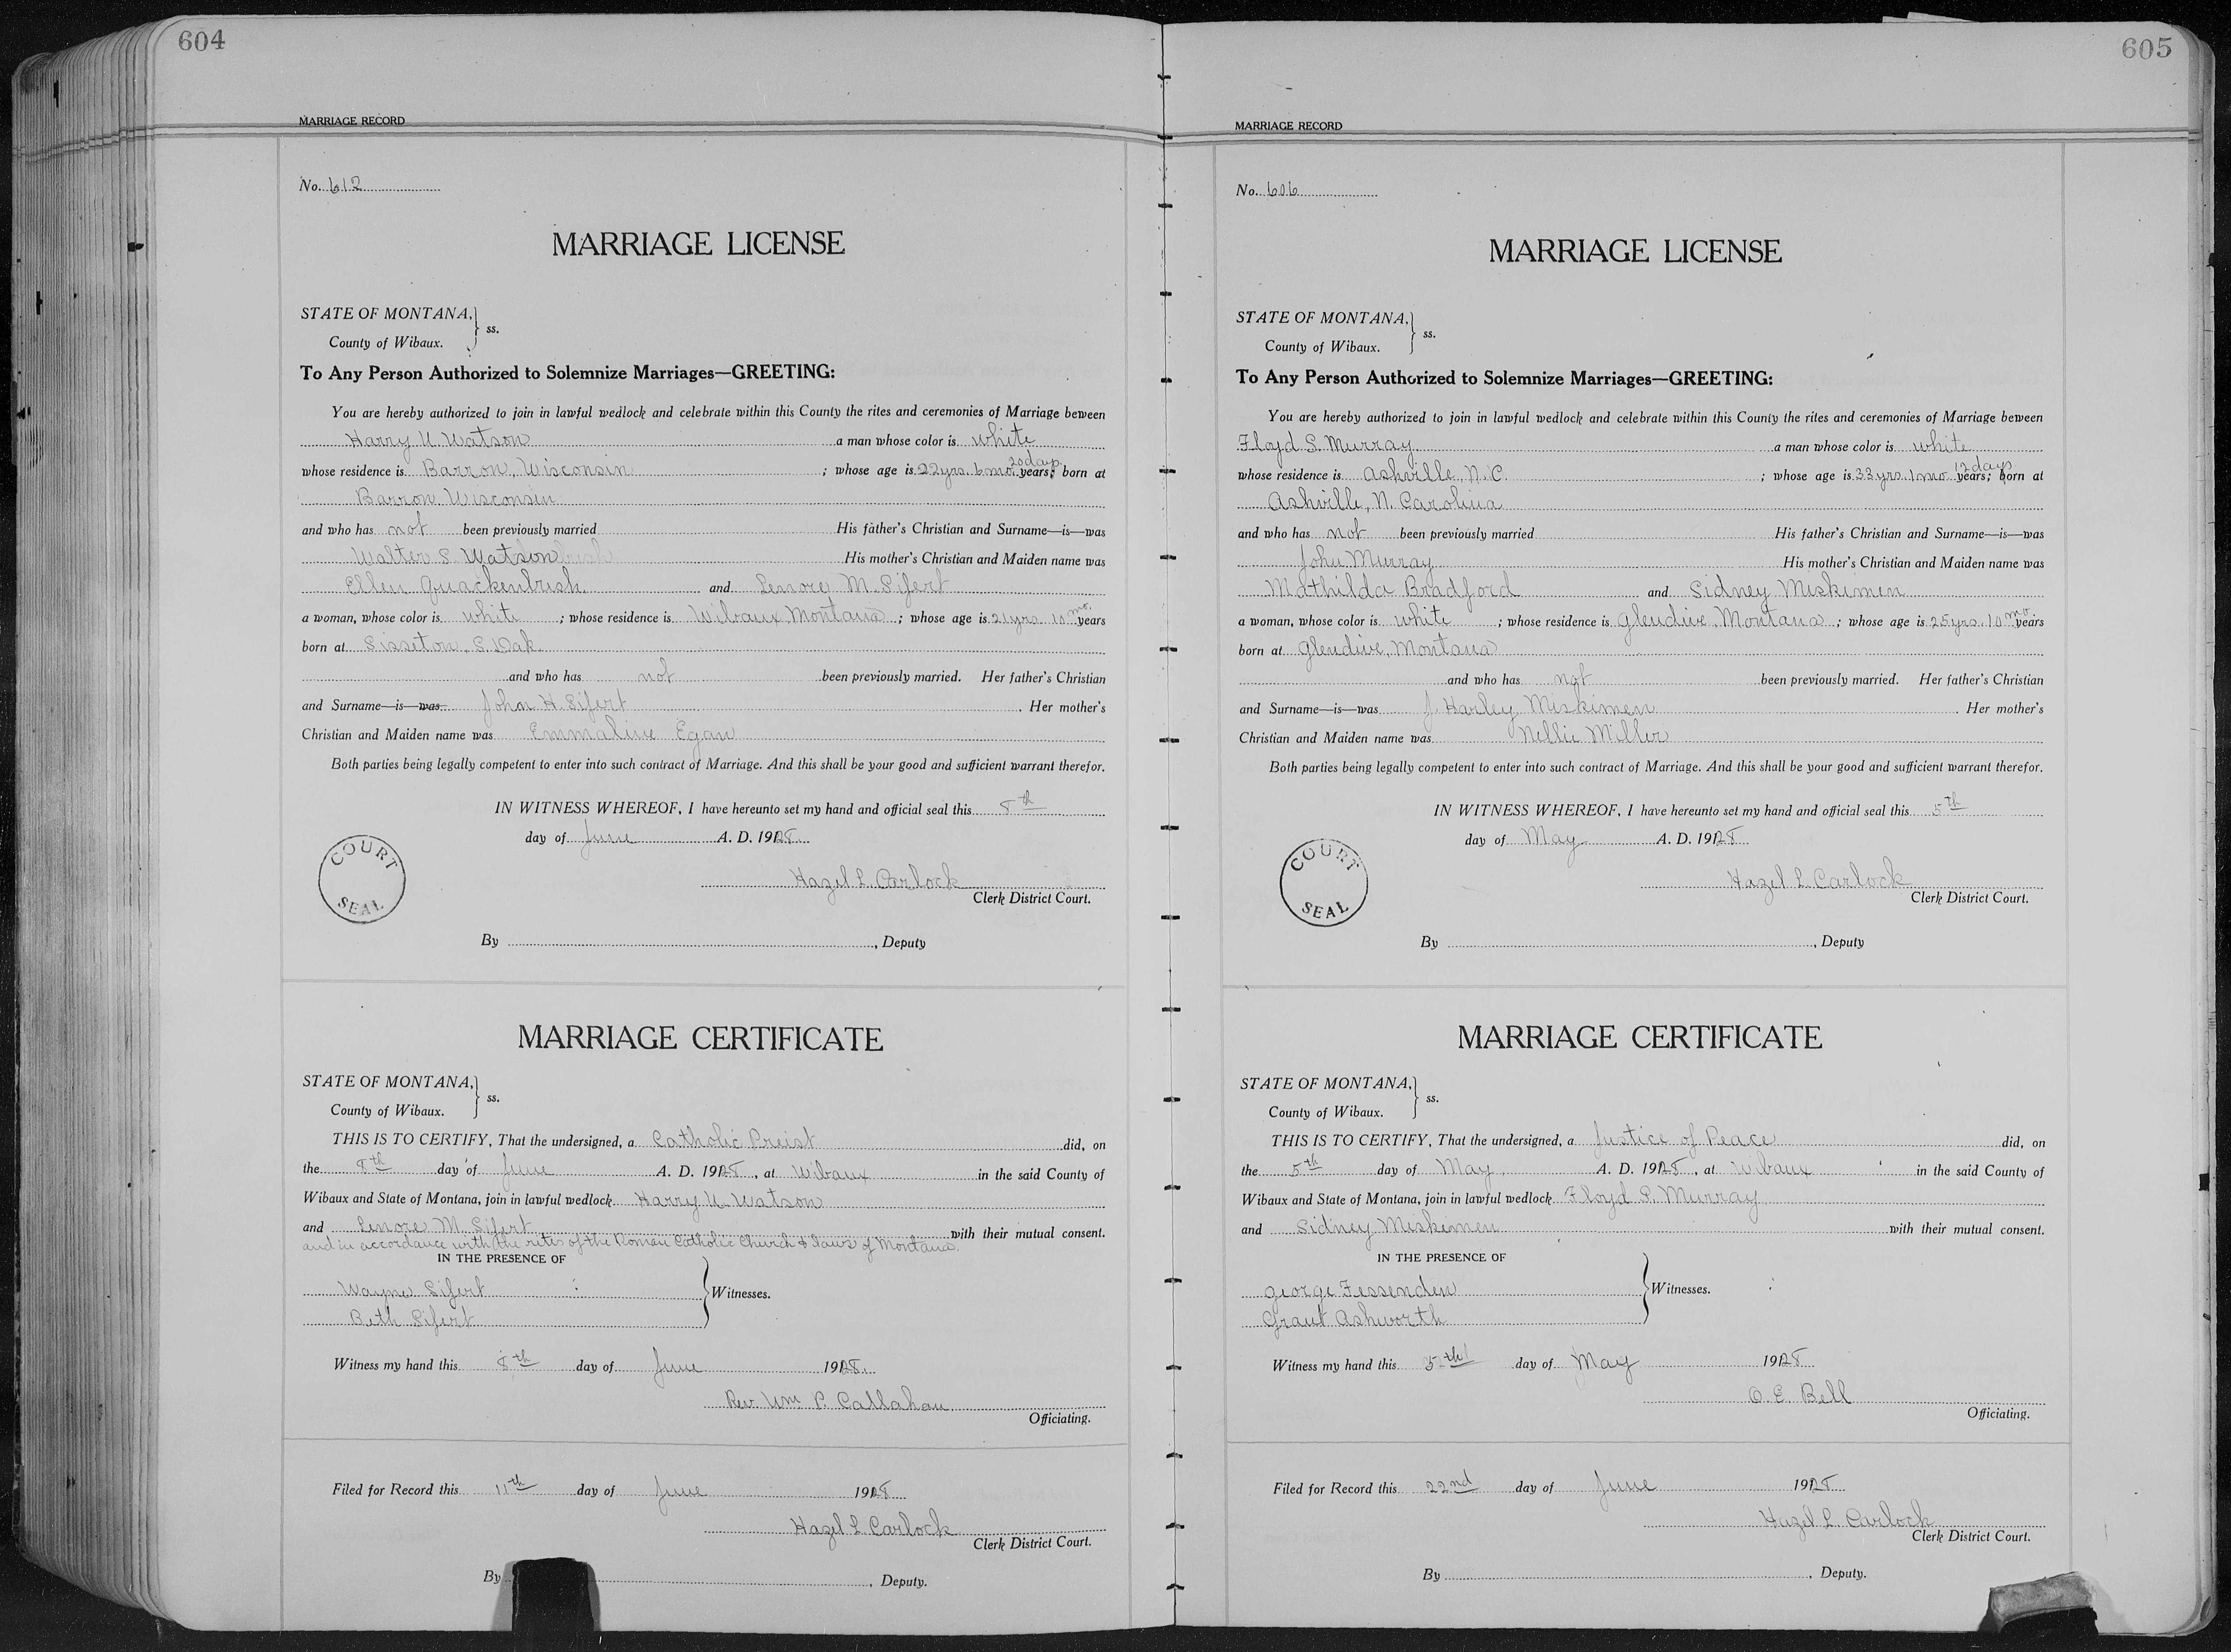 604
MARRIAGE RECORD
No. 612
MARRIAGE LICENSE
STATE OF MONTANA, } ss.
County of Wibaux.
To Any Person Authorized to Solemnize Marriages—GREETING:
You are hereby authorized to join in lawful wedlock and celebrate within this County the rites and ceremonies of Marriage beween
Harry U. Watson a man whose color is white
whose residence is Barron, Wisconsin ; whose age is 22yrs. 6 mo. 20 days years; born at
Barron, Wisconsin
and who has not been previously married His father's Christian and Surname—is—was
Walter S. Watson His mother's Christian and Maiden name was
Ellen Quackenbush and Lenore M. Sifert
a woman, whose color is white ; whose residence is Wibaux Montana ; whose age is 21yrs. 10 mo. years
born at Sisseton, S. Dak.
and who has not been previously married. Her father's Christian
and Surname—is—was John H. Sifert . Her mother's
Christian and Maiden name was Emmaline Egan
Both parties being legally competent to enter into such contract of Marriage. And this shall be your good and sufficient warrant therefor.
IN WITNESS WHEREOF, I have hereunto set my hand and official seal this 8th
day of June A. D. 1928.
COURT SEAL
Hazel L. Carlock
Clerk District Court.
By , Deputy
MARRIAGE CERTIFICATE
STATE OF MONTANA, } ss.
County of Wibaux.
THIS IS TO CERTIFY, That the undersigned, a Catholic Preist did, on
the 8th day of June A. D. 1928, at Wibaux in the said County of
Wibaux and State of Montana, join in lawful wedlock Harry U. Watson
and Lenore M. Sifert with their mutual consent.
and in accordance with the rites of the Roman Catholic Church & laws of Montana.
IN THE PRESENCE OF
Wayne Sifert } Witnesses.
Beth Sifert
Witness my hand this 8th day of June 1928.
Rev. Wm. P. Callahan
Officiating.
Filed for Record this 11th day of June 1928
Hazel L. Carlock
Clerk District Court.
By , Deputy.
605
MARRIAGE RECORD
No. 606
MARRIAGE LICENSE
STATE OF MONTANA, } ss.
County of Wibaux.
To Any Person Authorized to Solemnize Marriages—GREETING:
You are hereby authorized to join in lawful wedlock and celebrate within this County the rites and ceremonies of Marriage beween
Floyd S. Murray a man whose color is white
whose residence is Ashville, N. C. ; whose age is 33 yrs. 1 mo 12 days years; born at
Ashville, N. Carolina
and who has not been previously married His father's Christian and Surname—is—was
John Murray His mother's Christian and Maiden name was
Mathilda Bradford and Sidney Miskimen
a woman, whose color is white ; whose residence is Glendive, Montana ; whose age is 25 yrs. 10 mo years
born at Glendive, Montana
and who has not been previously married. Her father's Christian
and Surname—is—was J. Harley Miskimen . Her mother's
Christian and Maiden name was Nellie Miller
Both parties being legally competent to enter into such contract of Marriage. And this shall be your good and sufficient warrant therefor.
IN WITNESS WHEREOF, I have hereunto set my hand and official seal this 5th
day of May A. D. 1928
COURT SEAL
Hazel L. Carlock
Clerk District Court.
By , Deputy
MARRIAGE CERTIFICATE
STATE OF MONTANA, } ss.
County of Wibaux.
THIS IS TO CERTIFY, That the undersigned, a Justice of Peace did, on
the 5th day of May A. D. 1928, at Wibaux in the said County of
Wibaux and State of Montana, join in lawful wedlock Floyd S. Murray
and Sidney Miskimen with their mutual consent.
IN THE PRESENCE OF
George Fessenden } Witnesses.
Grant Ashworth
Witness my hand this 5th day of May 1928
O. E. Bell
Officiating.
Filed for Record this 22nd day of June 1928
Hazel L. Carlock
Clerk District Court.
By , Deputy.